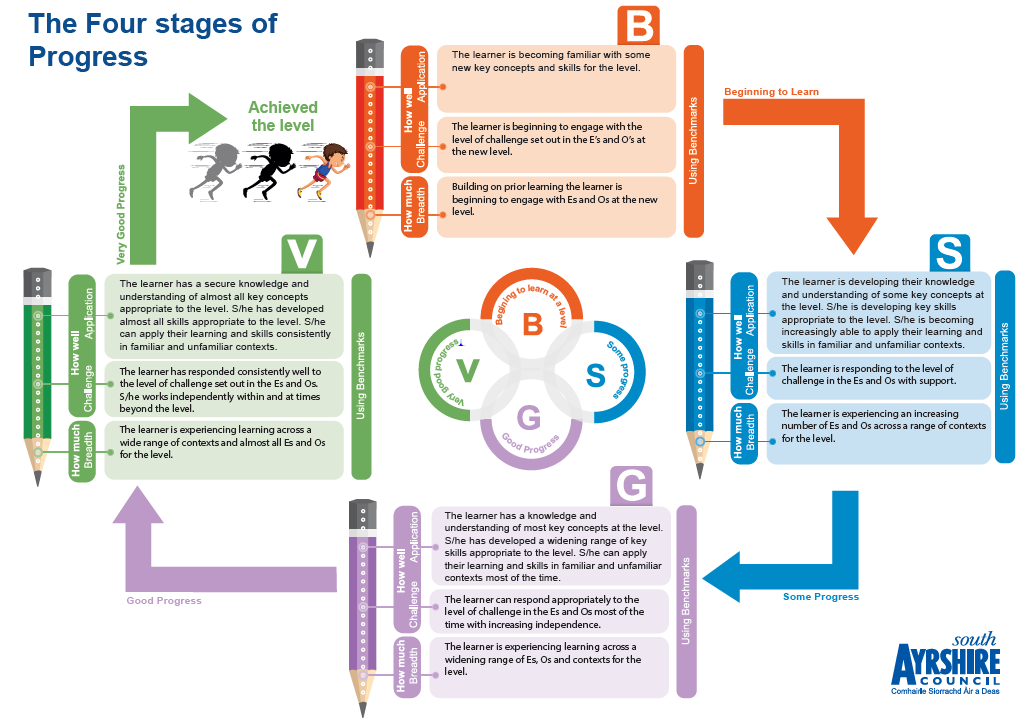 The Four stages of
Progress
B
How well
Application
Challenge
How much
Breadth
The learner is becoming familiar with some
new key concepts and skills for the level.
The learner is beginning to engage with the
level of challenge set out in the E's and O's at
the new level.
Building on prior learning the learner is
beginning to engage with Es and Os at the new
level.
Using Benchmarks
Beginning to Learn
Achieved
the level
Very Good Progress
V
How well
Application
Challenge
How much
Breadth
The learner has a secure knowledge and
understanding of almost all key concepts
appropriate to the level. S/he has developed
almost all skills appropriate to the level. S/he
can apply their learning and skills consistently
in familiar and unfamiliar contexts.
The learner has responded consistently well to
the level of challenge set out in the Es and Os.
S/he works independently within and at times
beyond the level.
The learner is experiencing learning across a
wide range of contexts and almost all Es and Os
for the level.
Using Benchmarks
Begining to learn at a level
B
Very good progress
V
Some progress
S
G
Good Progress
S
How well
Application
Challenge
How much
Breadth
The learner is developing their knowledge
and understanding of some key concepts at
the level. S/he is developing key skills
appropriate to the level. S/he is becoming
increasingly able to apply their learning and
skills in familiar and unfamiliar contexts.
The learner is responding to the level of
challenge in the Es and Os with support.
The learner is experiencing an increasing
number of Es and Os across a range of contexts
for the level.
Using Benchmarks
Some Progress
G
How well
Application
Challenge
How much
Breadth
The learner has a knowledge and
understanding of most key concepts at the level.
S/he has developed a widening range of key
skills appropriate to the level. S/he can apply
their learning and skills in familiar and unfamiliar
contexts most of the time.
The learner can respond appropriately to the
level of challenge in the Es and Os most of the
time with increasing independence.
The learner is experiencing learning across a
widening range of Es, Os and contexts for the
level.
Using Benchmarks
Good Progress
south
AYRSHIRE
COUNCIL
Comhairle Siorrachd Àir a Deas